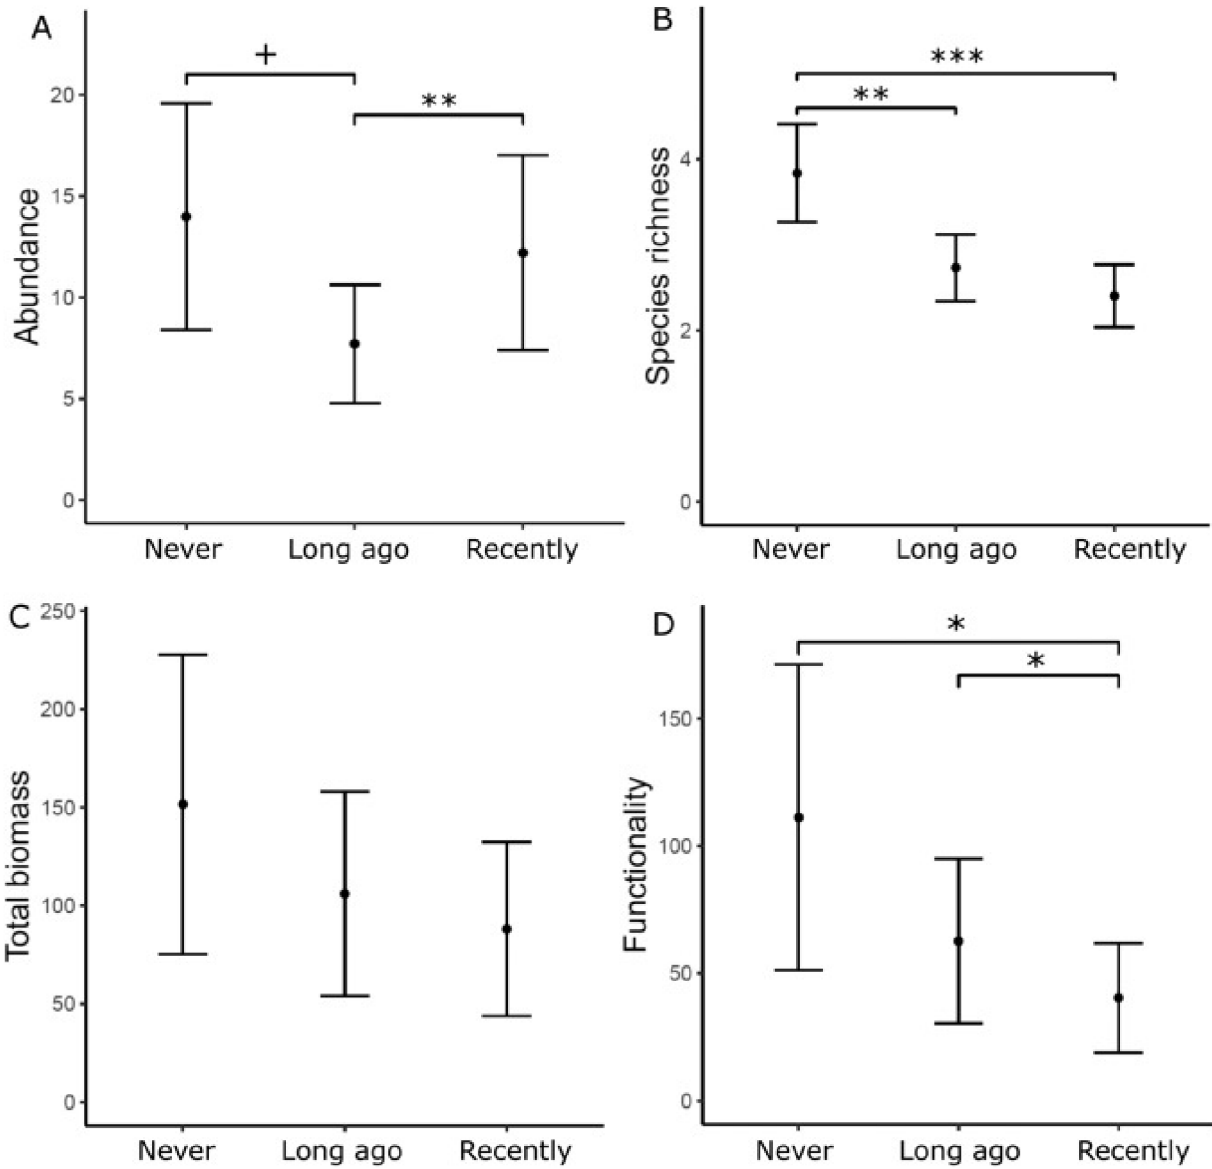 A
Abundance
20
15
10
5
0
+
**
Never Long ago Recently
B
Species richness
4
2
0
***
**
Never Long ago Recently
C
Total biomass
250
200
150
100
50
0
Never Long ago Recently
D
Functionality
150
100
50
0
*
*
Never Long ago Recently